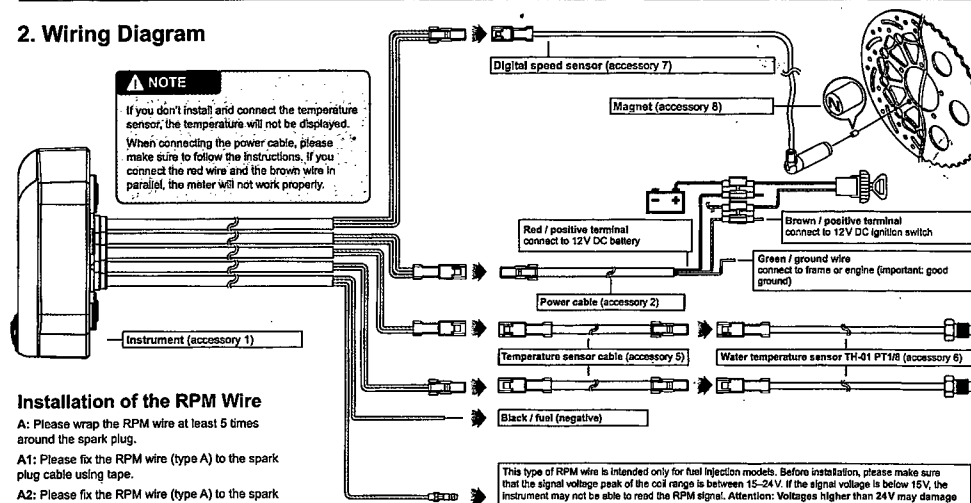 2. Wiring Diagram
NOTE
If you don't install and connect the temperature
sensor, the temperature will not be displayed.
When connecting the power cable, please
make sure to follow the instructions. If you
connect the red wire and the brown wire in
parallel, the meter will not work properly.
Digital speed sensor (accessory 7)
Magnet (accessory 8)
N
- +
Red / positive terminal
connect to 12V DC battery
Brown / positive terminal
connect to 12V DC ignition switch
Green / ground wire
connect to frame or engine (important: good
ground)
Power cable (accessory 2)
Instrument (accessory 1)
Temperature sensor cable (accessory 5)
Water temperature sensor TH-01 PT1/8 (accessory 6)
Black / fuel (negative)
Installation of the RPM Wire
A: Please wrap the RPM wire at least 5 times
around the spark plug.
A1: Please fix the RPM wire (type A) to the spark
plug cable using tape.
A2: Please fix the RPM wire (type A) to the spark
This type of RPM wire is intended only for fuel injection models. Before installation, please make sure
that the signal voltage peak of the coil range is between 15–24V. If the signal voltage is below 15V, the
instrument may not be able to read the RPM signal. Attention: Voltages higher than 24V may damage